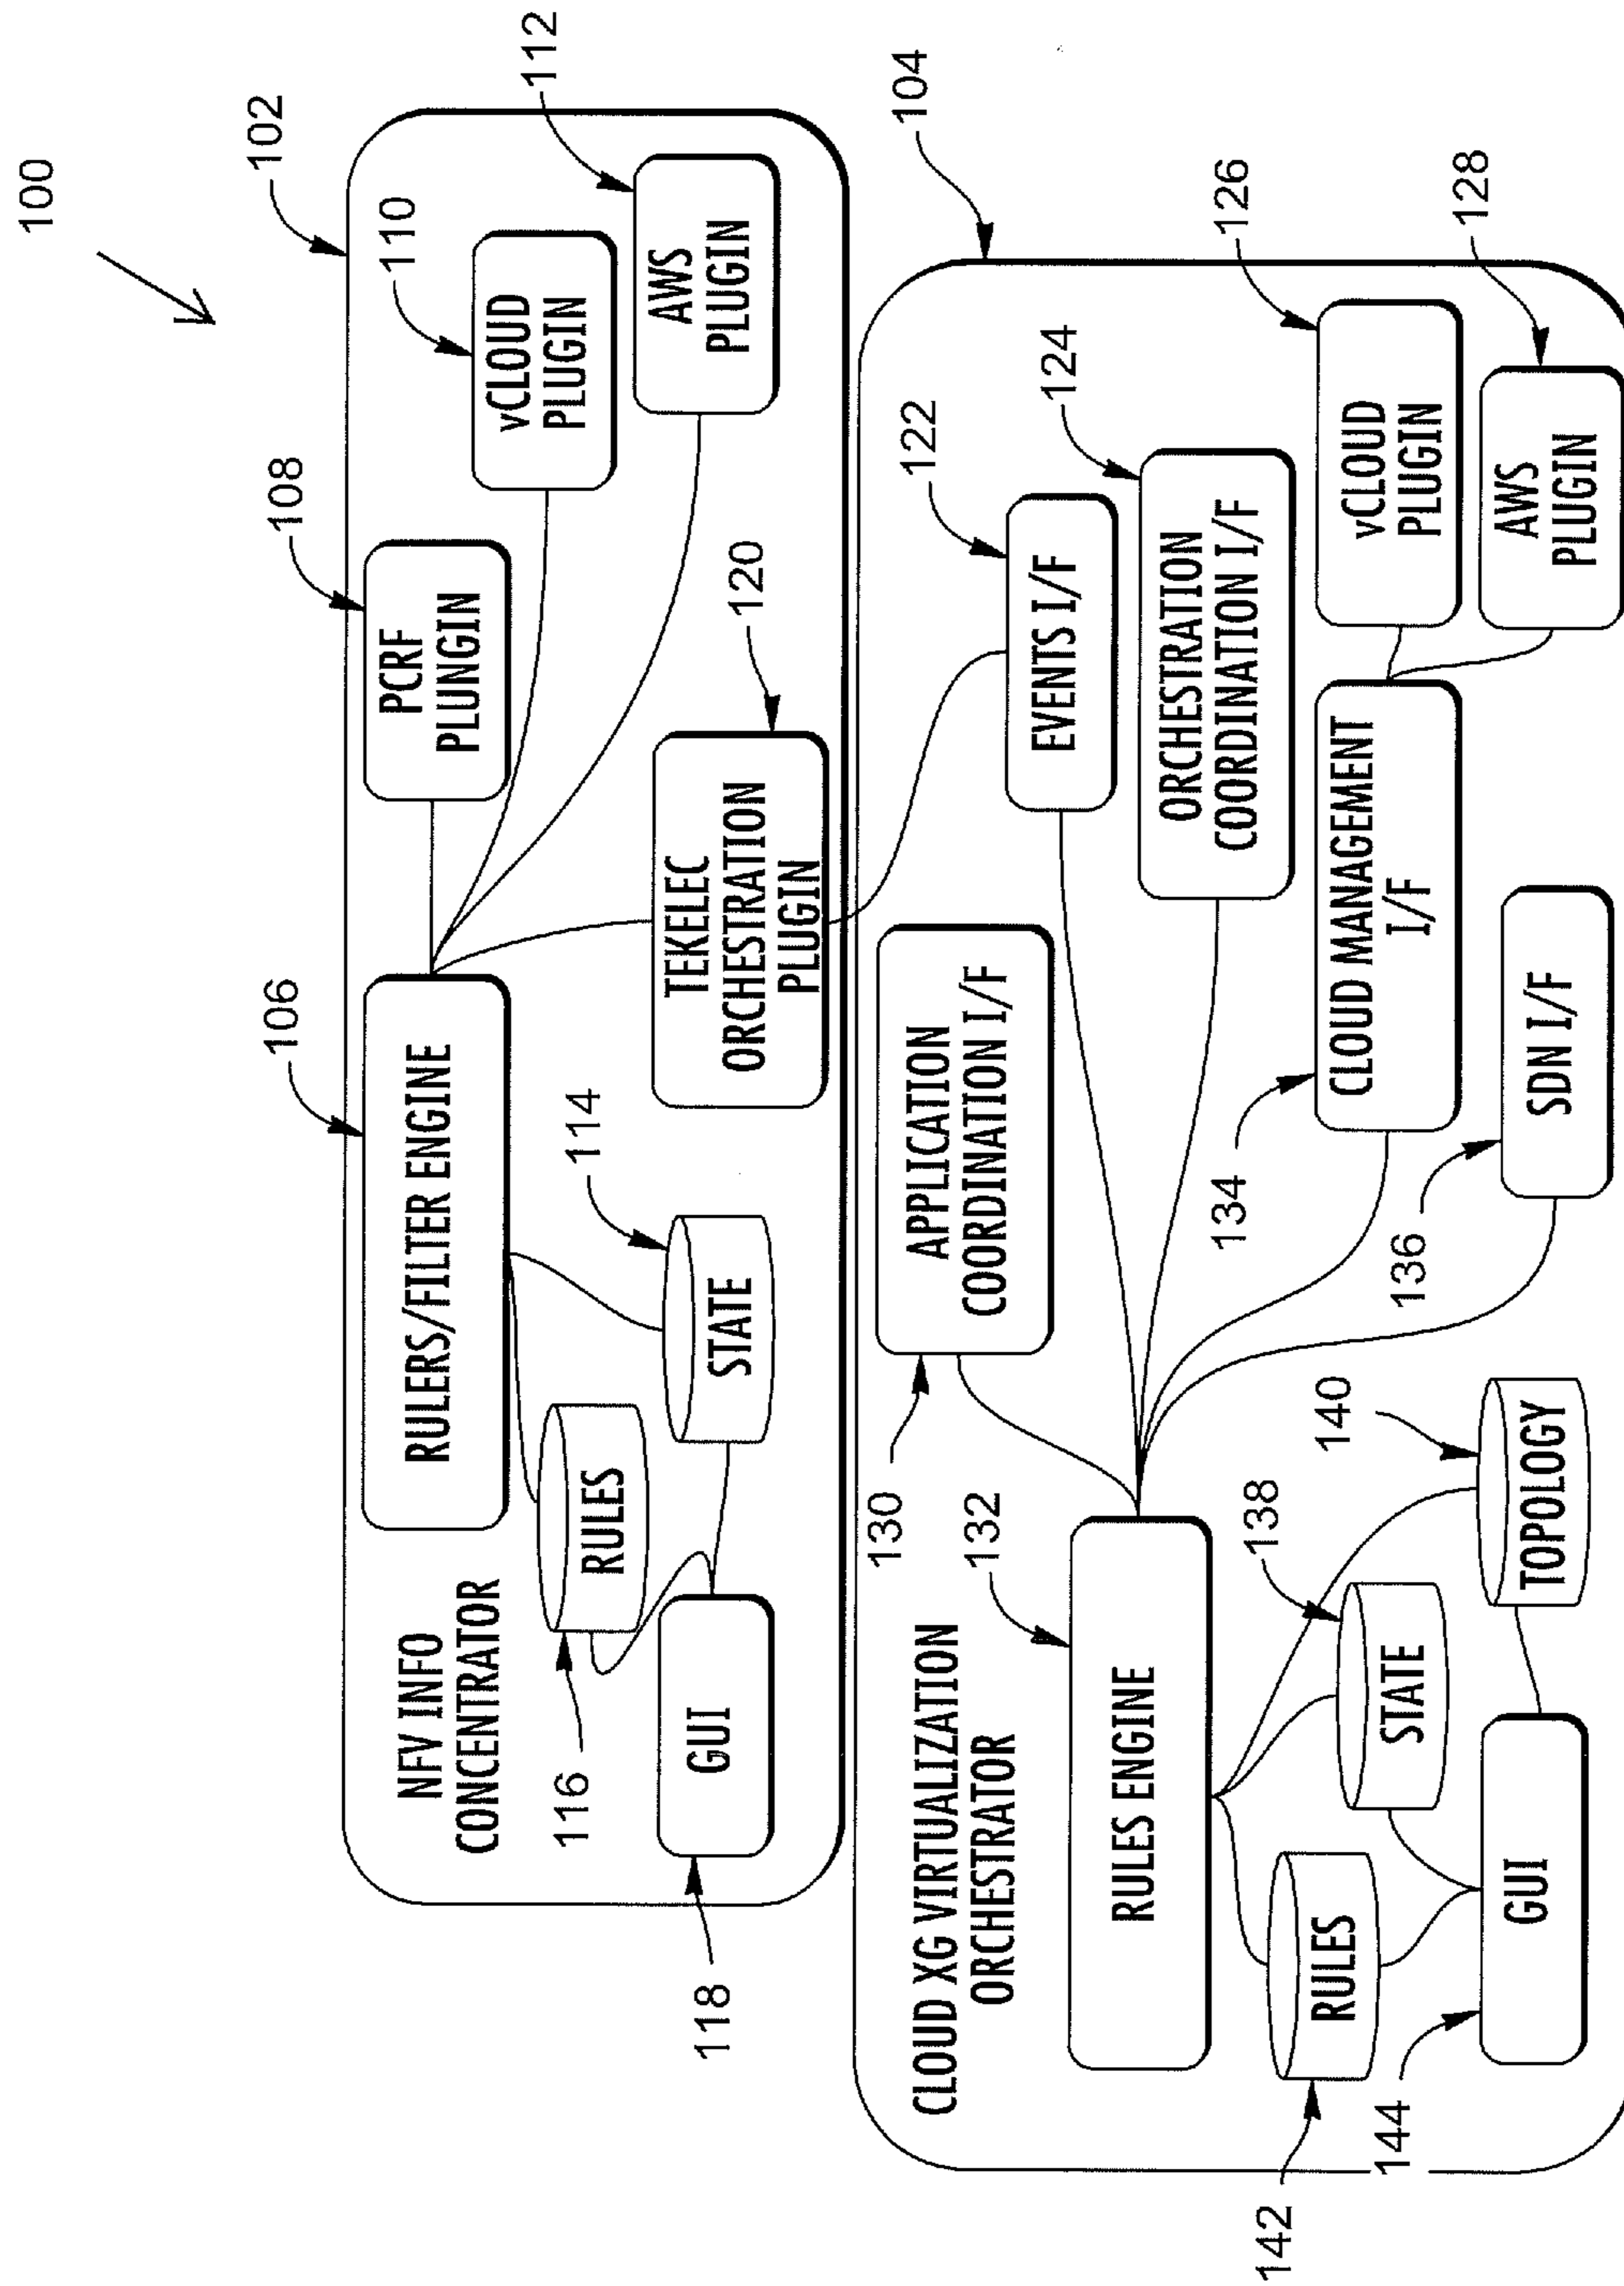 100
102
NFV INFO
CONCENTRATOR
106
RULERS/FILTER ENGINE
108
PCRF
PLUNGIN
110
vCLOUD
PLUGIN
112
AWS
PLUGIN
116
RULES
114
STATE
118
GUI
120
TEKELEC
ORCHESTRATION
PLUGIN
104
CLOUD XG VIRTUALIZATION
ORCHESTRATOR
132
RULES ENGINE
130
APPLICATION
COORDINATION I/F
122
EVENTS I/F
124
ORCHESTRATION
COORDINATION I/F
134
CLOUD MANAGEMENT
I/F
126
vCLOUD
PLUGIN
128
AWS
PLUGIN
136
SDN I/F
142
RULES
138
STATE
140
TOPOLOGY
144
GUI